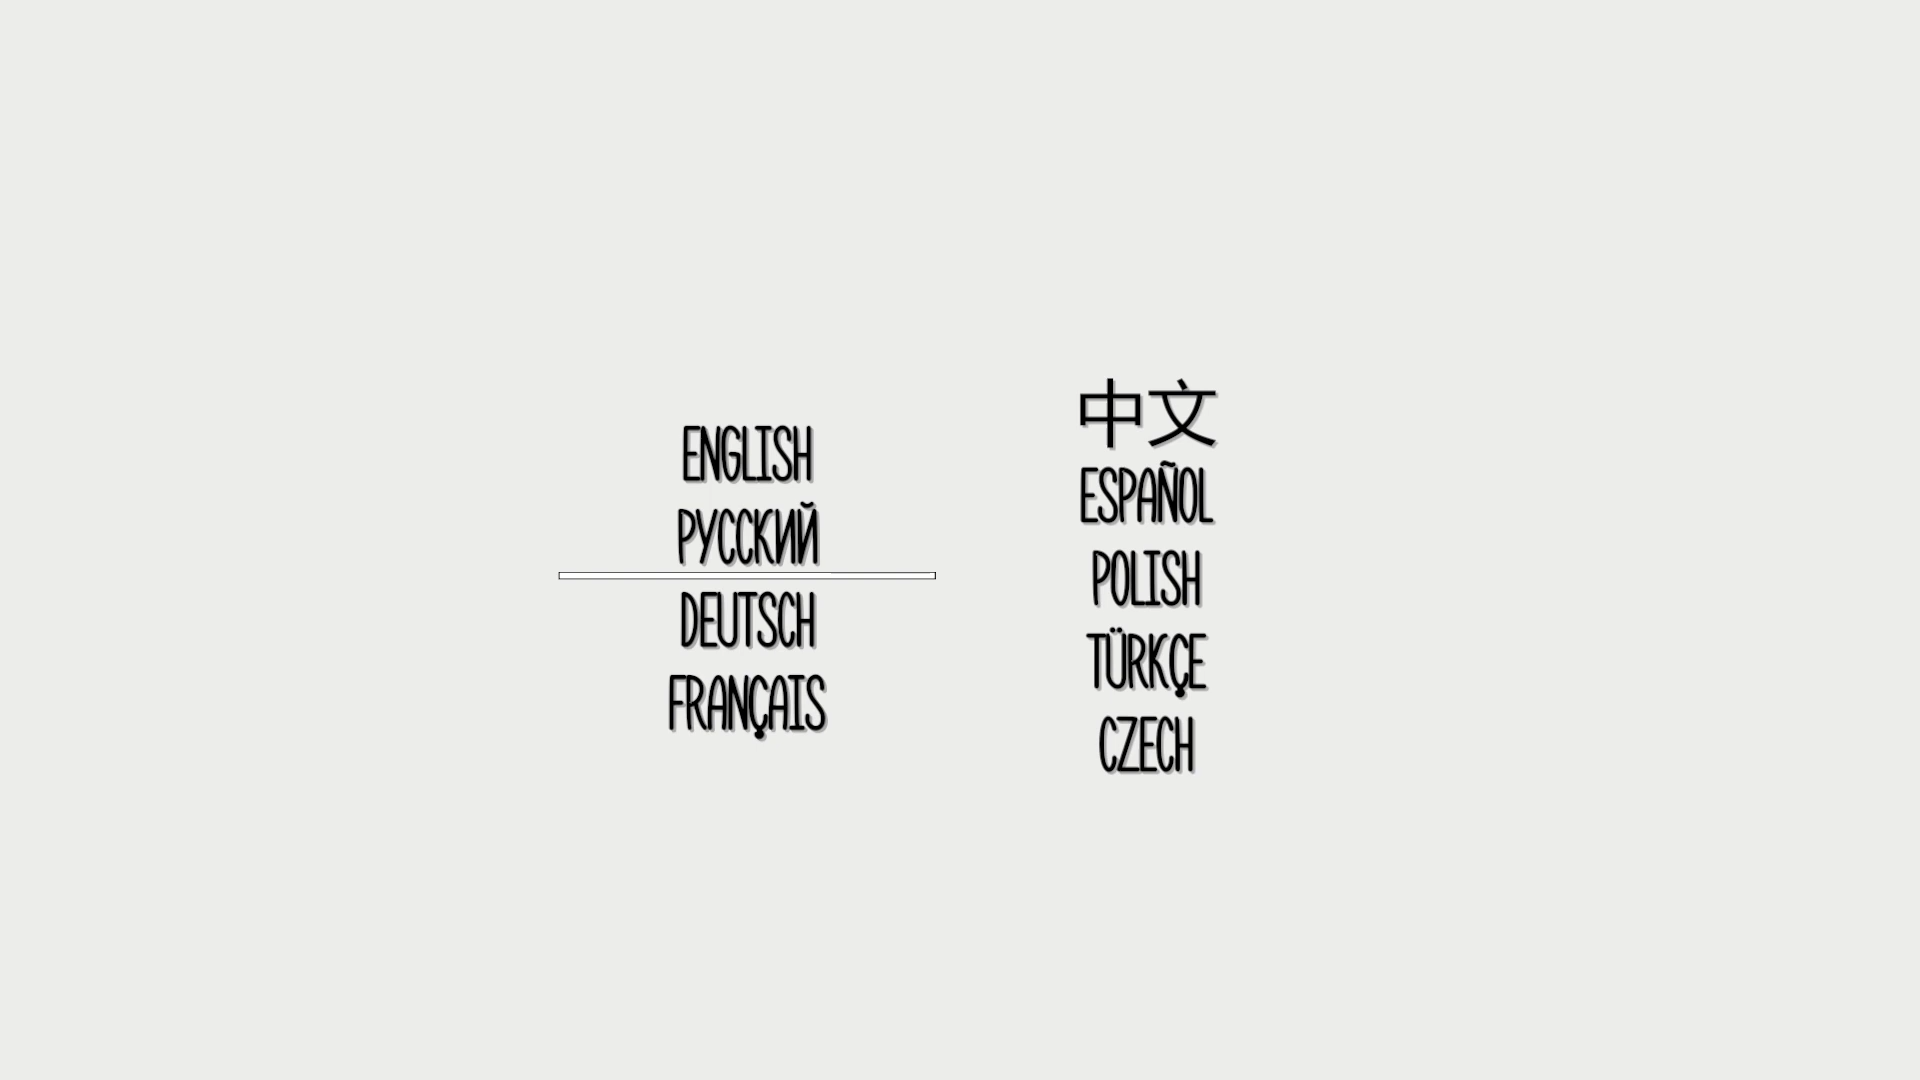 ENGLISH
РУССКИЙ
DEUTSCH
FRANÇAIS
中文
ESPAÑOL
POLISH
TÜRKÇE
CZECH